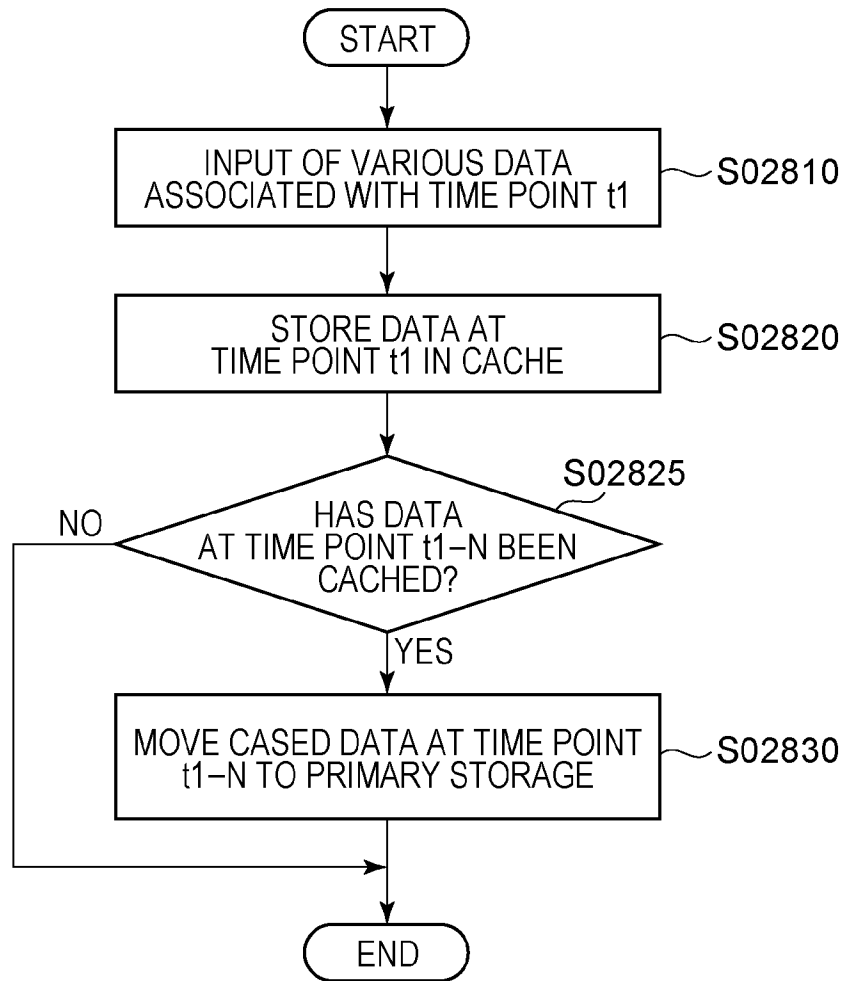 START
INPUT OF VARIOUS DATA
ASSOCIATED WITH TIME POINT t1
S02810
STORE DATA AT
TIME POINT t1 IN CACHE
S02820
S02825
HAS DATA
AT TIME POINT t1–N BEEN
CACHED?
NO
YES
MOVE CASED DATA AT TIME POINT
t1–N TO PRIMARY STORAGE
S02830
END